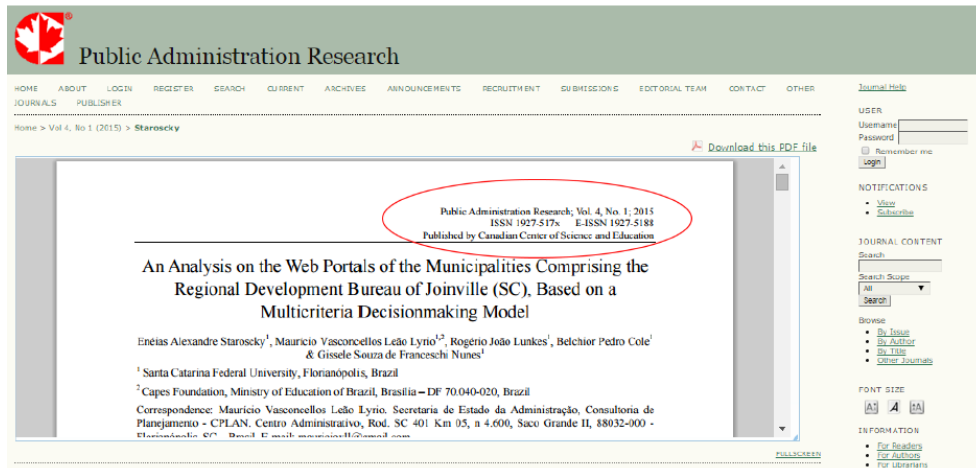 Public Administration Research
HOME ABOUT LOGIN REGISTER SEARCH CURRENT ARCHIVES ANNOUNCEMENTS RECRUITMENT SUBMISSIONS EDITORIAL TEAM CONTACT OTHER
JOURNALS PUBLISHER
Home > Vol 4, No 1 (2015) > Staroscky
Download this PDF file
Public Administration Research; Vol. 4, No. 1; 2015
ISSN 1927-517x E-ISSN 1927-5188
Published by Canadian Center of Science and Education
An Analysis on the Web Portals of the Municipalities Comprising the
Regional Development Bureau of Joinville (SC), Based on a
Multicriteria Decisionmaking Model
Enéias Alexandre Staroscky1, Maurício Vasconcellos Leão Lyrio1,2, Rogério João Lunkes1, Belchior Pedro Cole1
& Gissele Souza de Franceschi Nunes1
1 Santa Catarina Federal University, Florianópolis, Brazil
2 Capes Foundation, Ministry of Education of Brazil, Brasília – DF 70.040-020, Brazil
Correspondence: Maurício Vasconcellos Leão Lyrio. Secretaria de Estado da Administração, Consultoria de
Planejamento - CPLAN. Centro Administrativo, Rod. SC 401 Km 05, n 4.600, Saco Grande II, 88032-000 -
Florianópolis SC Brasil E-mail:
FULLSCREEN
Journal Help
USER
Username
Password
Remember me
Login
NOTIFICATIONS
View
Subscribe
JOURNAL CONTENT
Search
Search Scope
All
Search
Browse
By Issue
By Author
By Title
Other Journals
FONT SIZE
INFORMATION
For Readers
For Authors
For Librarians